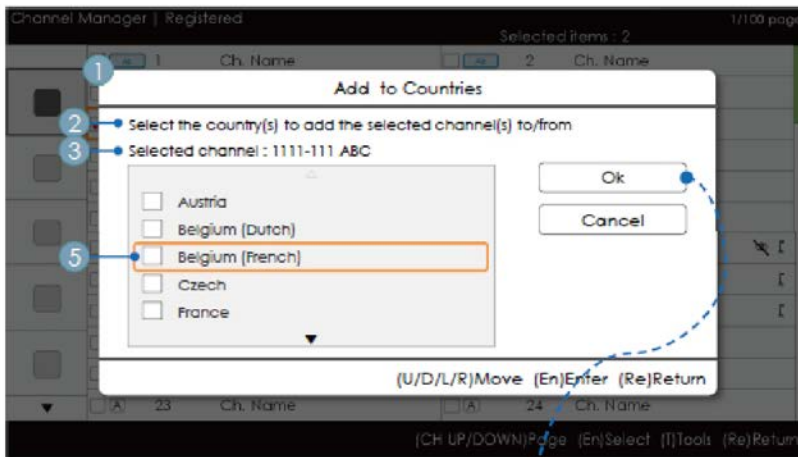 Channel Manager | Registered
1/100 page
Selected items : 2
1 Ch. Name
2 Ch. Name
1
Add to Countries
2
Select the country(s) to add the selected channel(s) to/from
3
Selected channel : 1111-111 ABC
Ok
Austria
Cancel
Belgium (Dutch)
5
Belgium (French)
Czech
France
(U/D/L/R)Move (En)Enter (Re)Return
A 23 Ch. Name
A 24 Ch. Name
(CH UP/DOWN)Page (En)Select (T)Tools (Re)Return